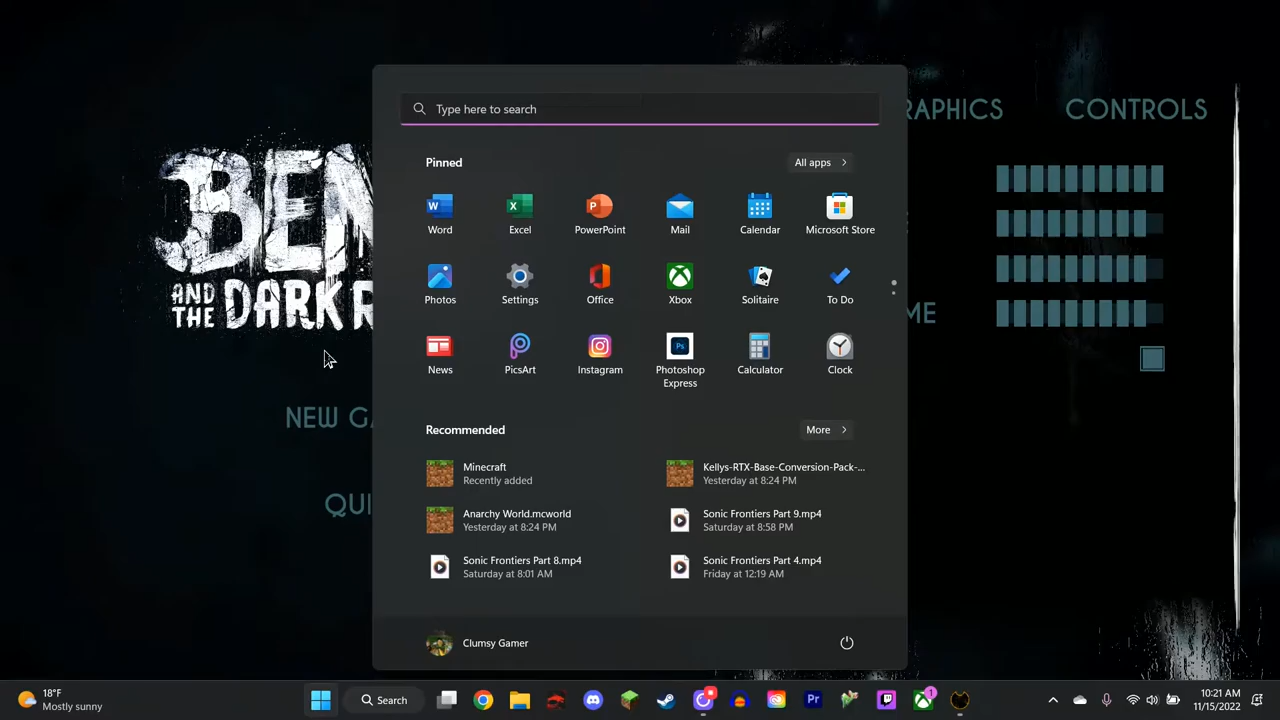 BEN
AND THE DARK R
NEW GA
QUI
RAPHICS
CONTROLS
ME
Type here to search
Pinned
All apps
Word
Excel
PowerPoint
Mail
Calendar
Microsoft Store
Photos
Settings
Office
Xbox
Solitaire
To Do
News
PicsArt
Instagram
Photoshop
Express
Calculator
Clock
Recommended
More
Minecraft
Recently added
Kellys-RTX-Base-Conversion-Pack-...
Yesterday at 8:24 PM
Anarchy World.mcworld
Yesterday at 8:24 PM
Sonic Frontiers Part 9.mp4
Saturday at 8:58 PM
Sonic Frontiers Part 8.mp4
Saturday at 8:01 AM
Sonic Frontiers Part 4.mp4
Friday at 12:19 AM
Clumsy Gamer
18°F
Mostly sunny
Search
Pr
1
10:21 AM
11/15/2022